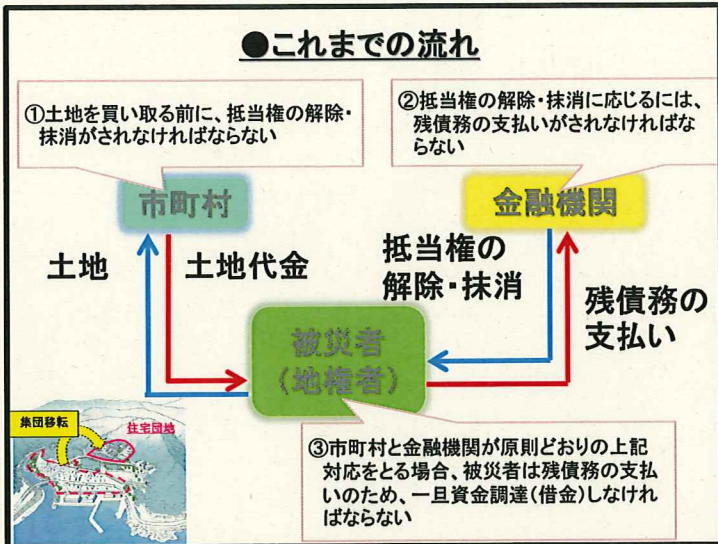 ●これまでの流れ
①土地を買い取る前に、抵当権の解除・
抹消がされなければならない
②抵当権の解除・抹消に応じるには、
残債務の支払いがされなければな
らない
市町村
金融機関
土地
土地代金
抵当権の
解除・抹消
残債務の
支払い
被災者
（地権者）
集団移転
住宅団地
③市町村と金融機関が原則どおりの上記
対応をとる場合、被災者は残債務の支払
いのため、一旦資金調達（借金）しなけれ
ばならない